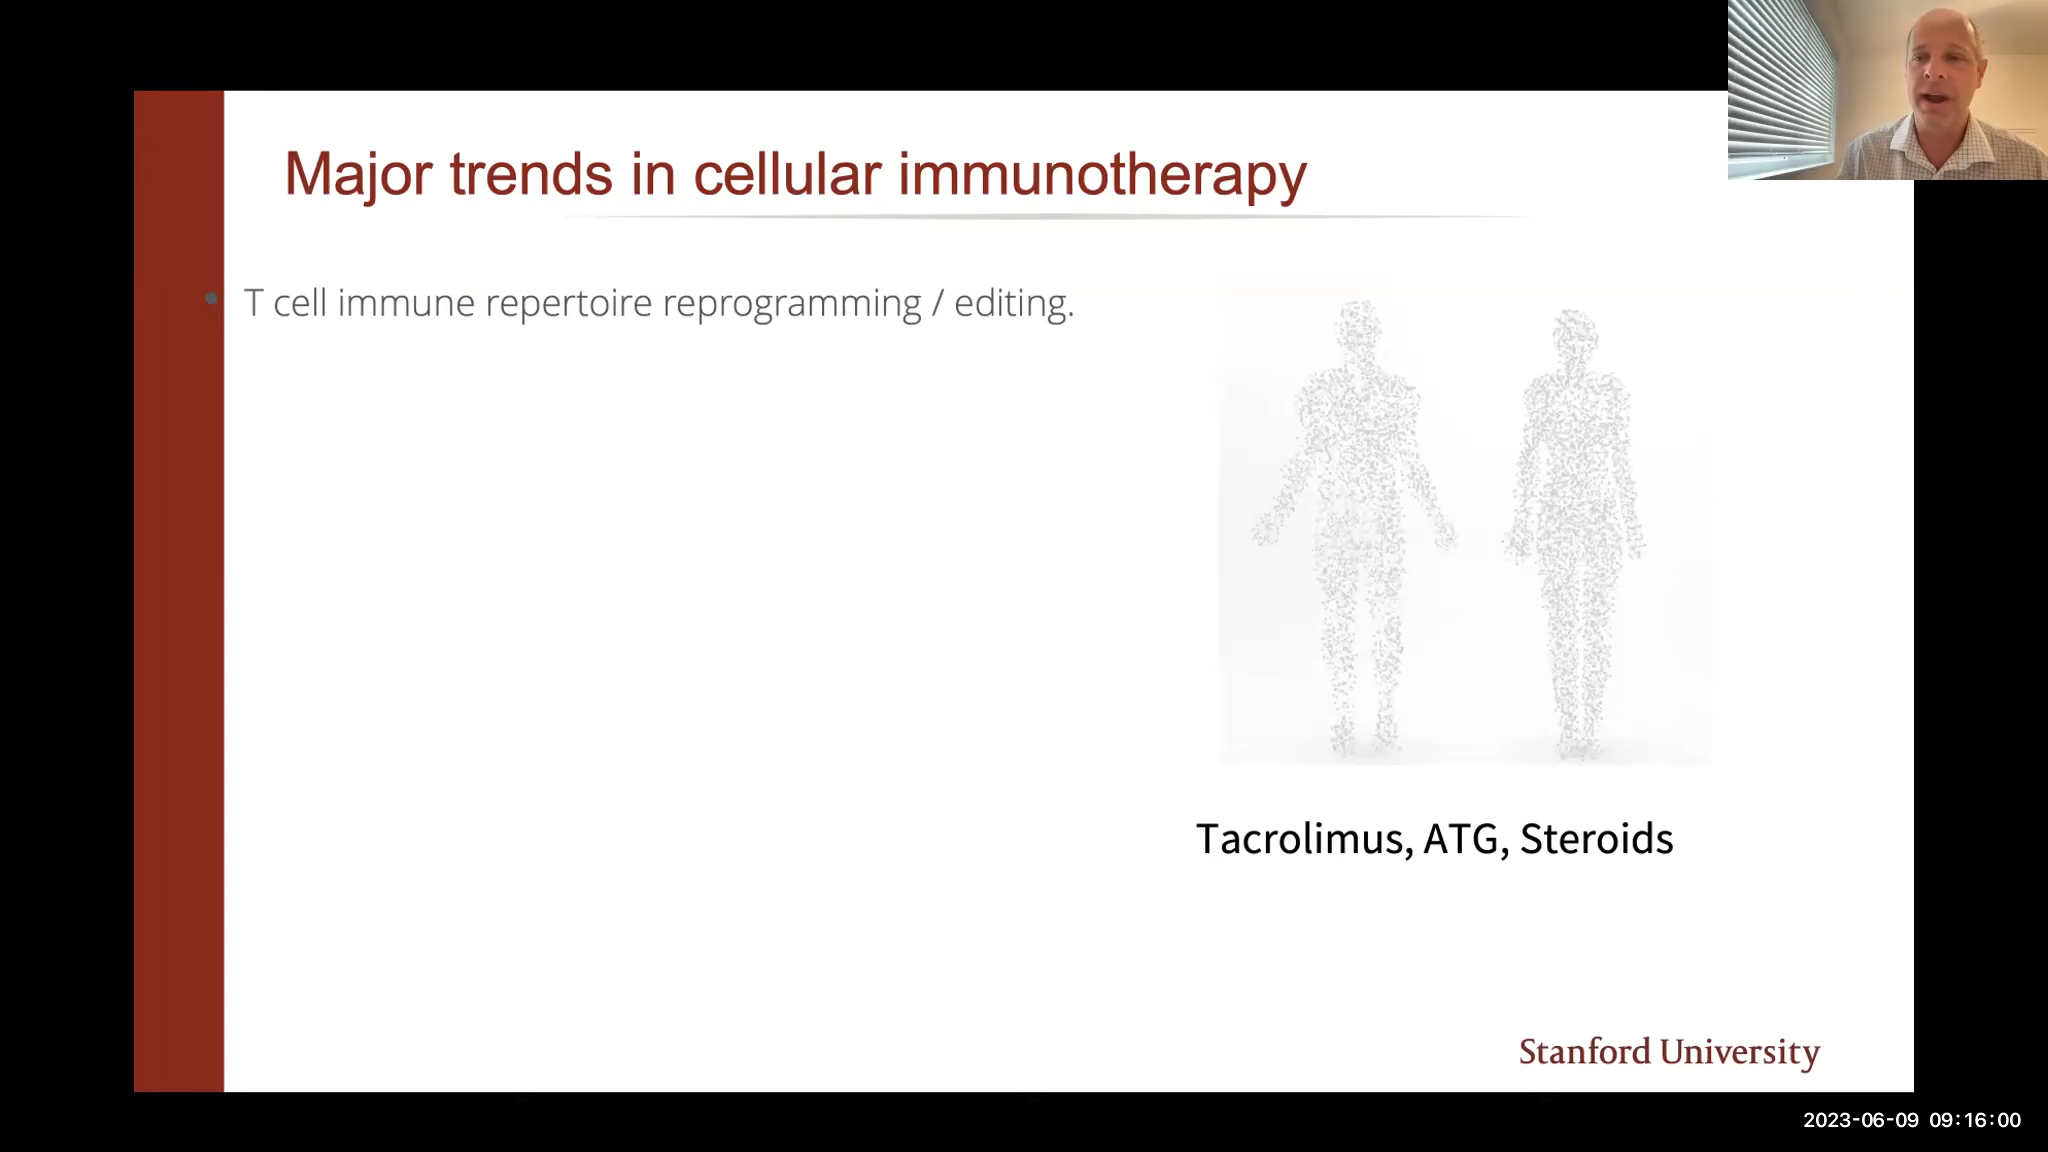 Major trends in cellular immunotherapy
• T cell immune repertoire reprogramming / editing.
Tacrolimus, ATG, Steroids
Stanford University
2023-06-09 09:16:00